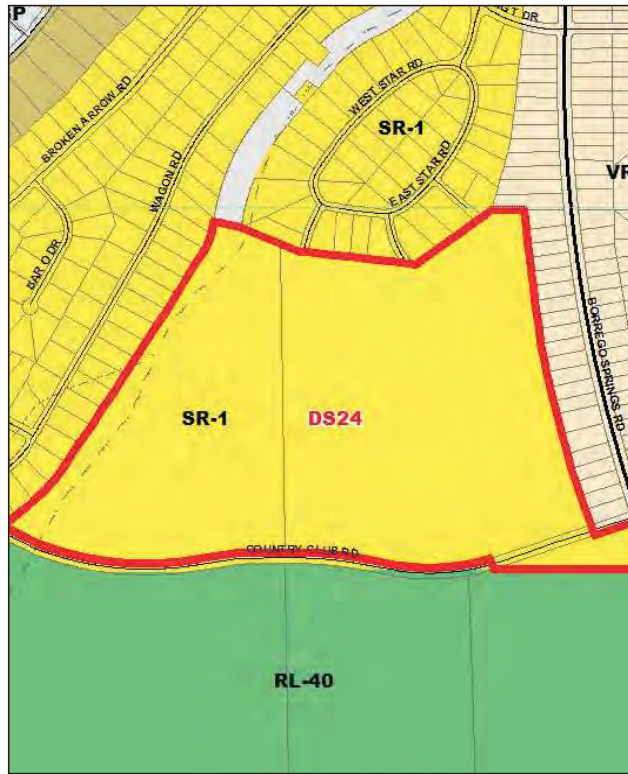 P
DR
BROKEN ARROW RD
WEST STAR RD
SR-1
WAGON RD
EAST STAR RD
BAR O DR
BORREGO SPRINGS RD
SR-1
DS24
COUNTRY CLUB RD
RL-40